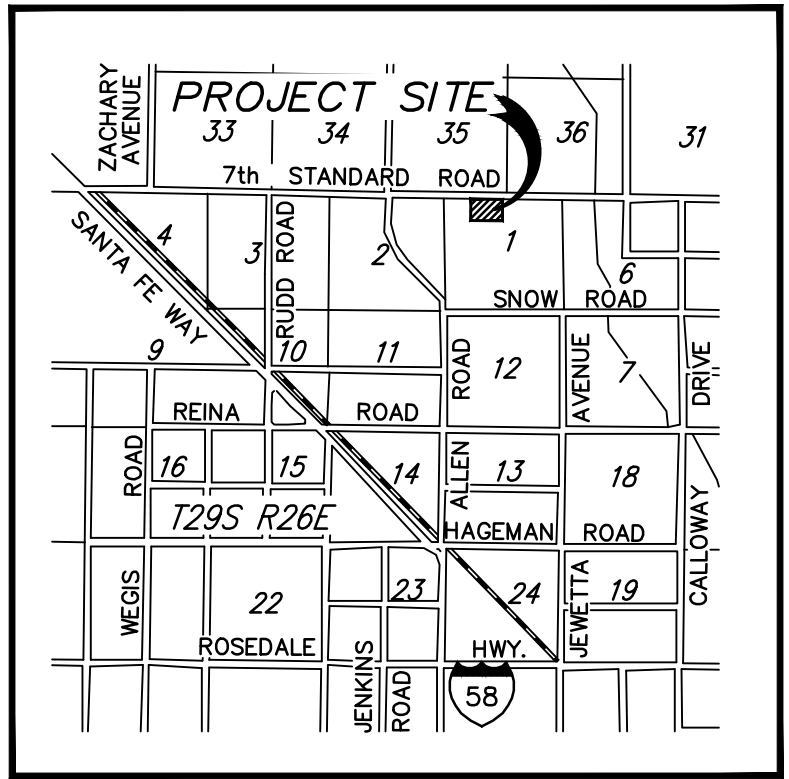 ZACHARY
AVENUE
PROJECT SITE
33
34
35
36
31
7th STANDARD ROAD
SANTA FE WAY
4
3
RUDD ROAD
2
1
6
SNOW ROAD
9
10
11
ALLEN ROAD
12
AVENUE
7
DRIVE
REINA ROAD
ROAD
16
15
14
13
18
T29S R26E
HAGEMAN ROAD
CALLOWAY
WEGIS
22
23
24
JEWETTA
19
ROSEDALE HWY.
JENKINS
ROAD
58